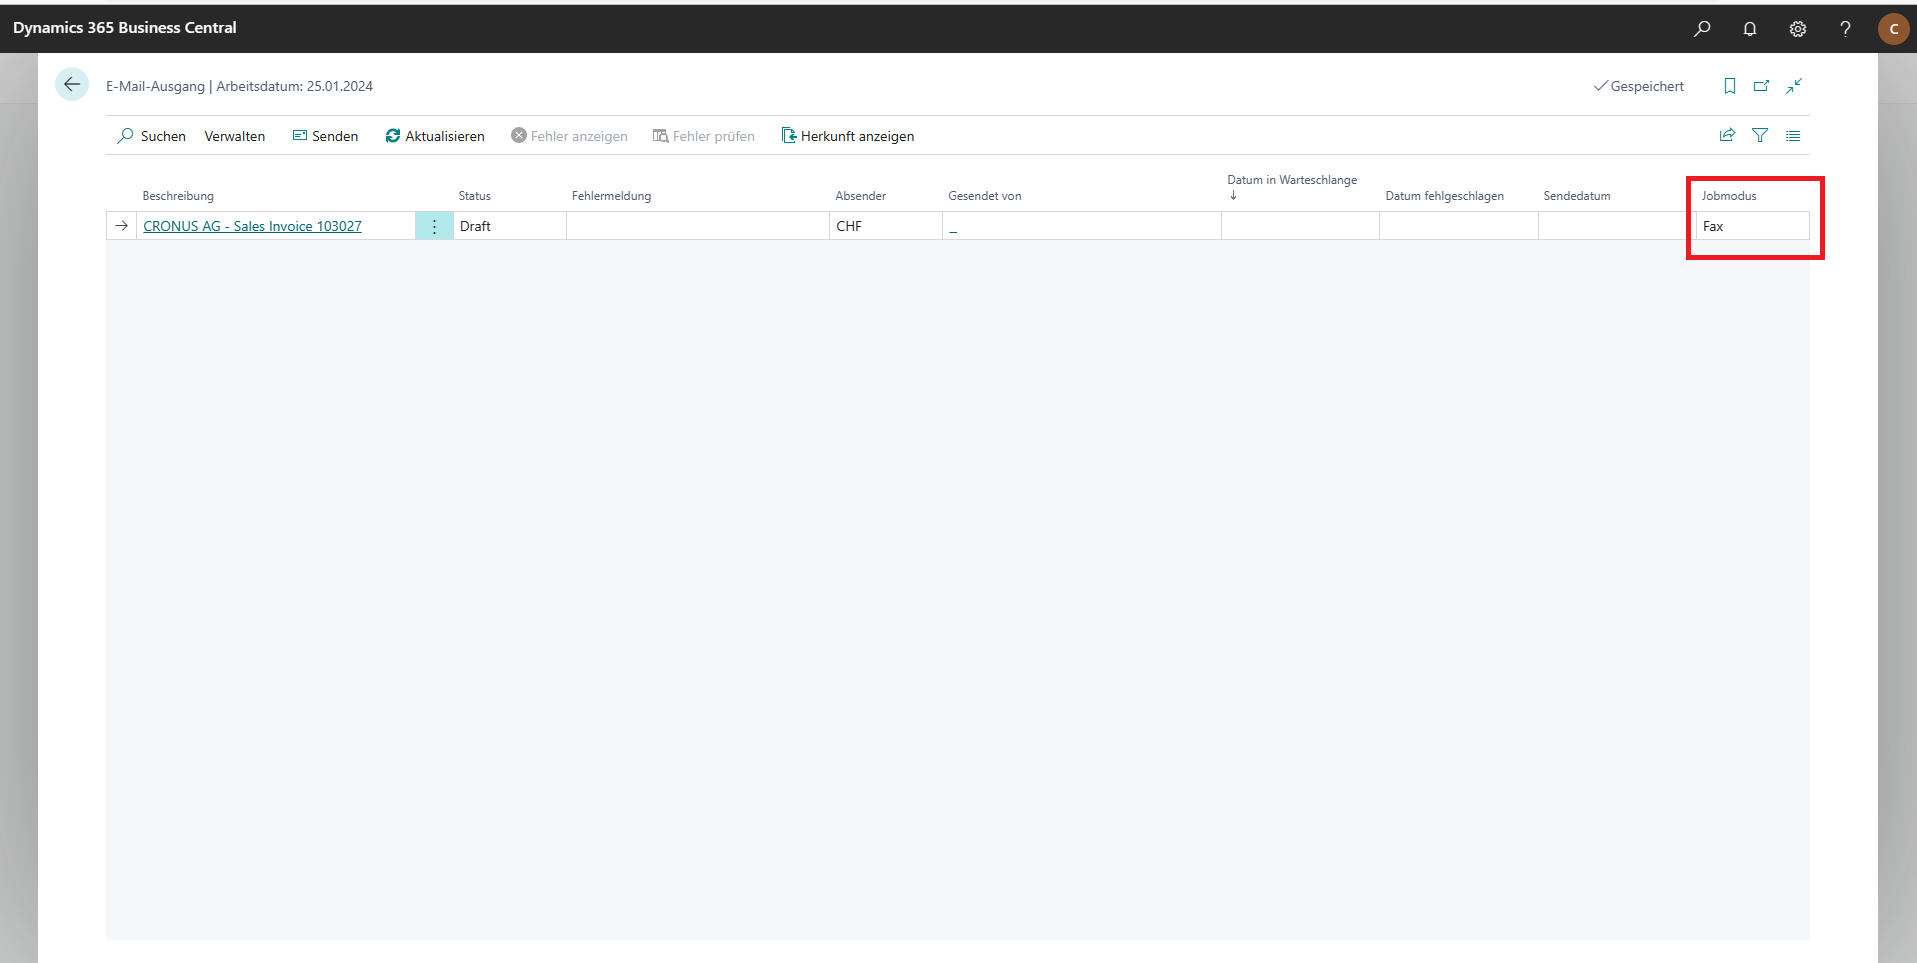 Dynamics 365 Business Central
C
E-Mail-Ausgang | Arbeitsdatum: 25.01.2024
Gespeichert
Suchen Verwalten Senden Aktualisieren Fehler anzeigen Fehler prüfen Herkunft anzeigen
Beschreibung Status Fehlermeldung Absender Gesendet von Datum in Warteschlange ↓ Datum fehlgeschlagen Sendedatum Jobmodus
CRONUS AG - Sales Invoice 103027 Draft CHF _ Fax